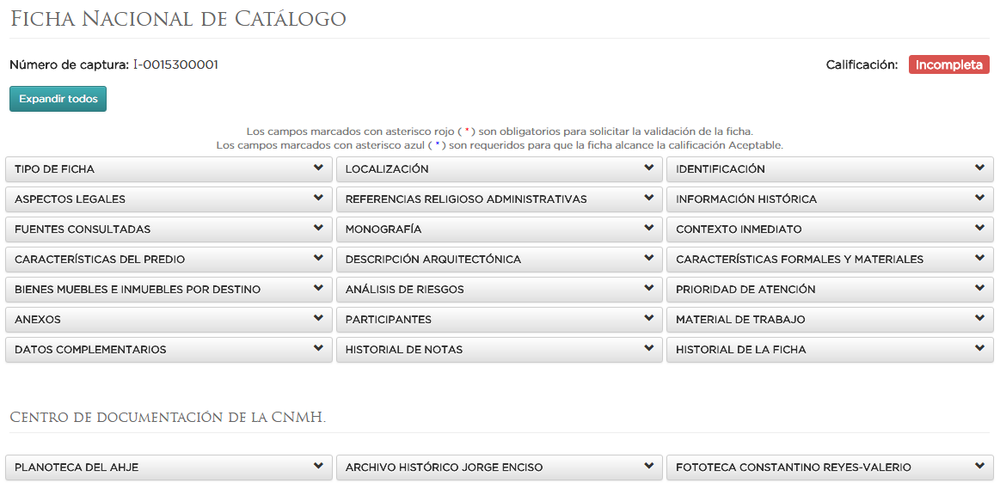 Ficha Nacional de Catálogo
Número de captura: I-0015300001 Calificación: Incompleta
Expandir todos
Los campos marcados con asterisco rojo ( * ) son obligatorios para solicitar la validación de la ficha.
Los campos marcados con asterisco azul ( * ) son requeridos para que la ficha alcance la calificación Aceptable.
TIPO DE FICHA LOCALIZACIÓN IDENTIFICACIÓN
ASPECTOS LEGALES REFERENCIAS RELIGIOSO ADMINISTRATIVAS INFORMACIÓN HISTÓRICA
FUENTES CONSULTADAS MONOGRAFÍA CONTEXTO INMEDIATO
CARACTERÍSTICAS DEL PREDIO DESCRIPCIÓN ARQUITECTÓNICA CARACTERÍSTICAS FORMALES Y MATERIALES
BIENES MUEBLES E INMUEBLES POR DESTINO ANÁLISIS DE RIESGOS PRIORIDAD DE ATENCIÓN
ANEXOS PARTICIPANTES MATERIAL DE TRABAJO
DATOS COMPLEMENTARIOS HISTORIAL DE NOTAS HISTORIAL DE LA FICHA
Centro de documentación de la CNMH.
PLANOTECA DEL AHJE ARCHIVO HISTÓRICO JORGE ENCISO FOTOTECA CONSTANTINO REYES-VALERIO